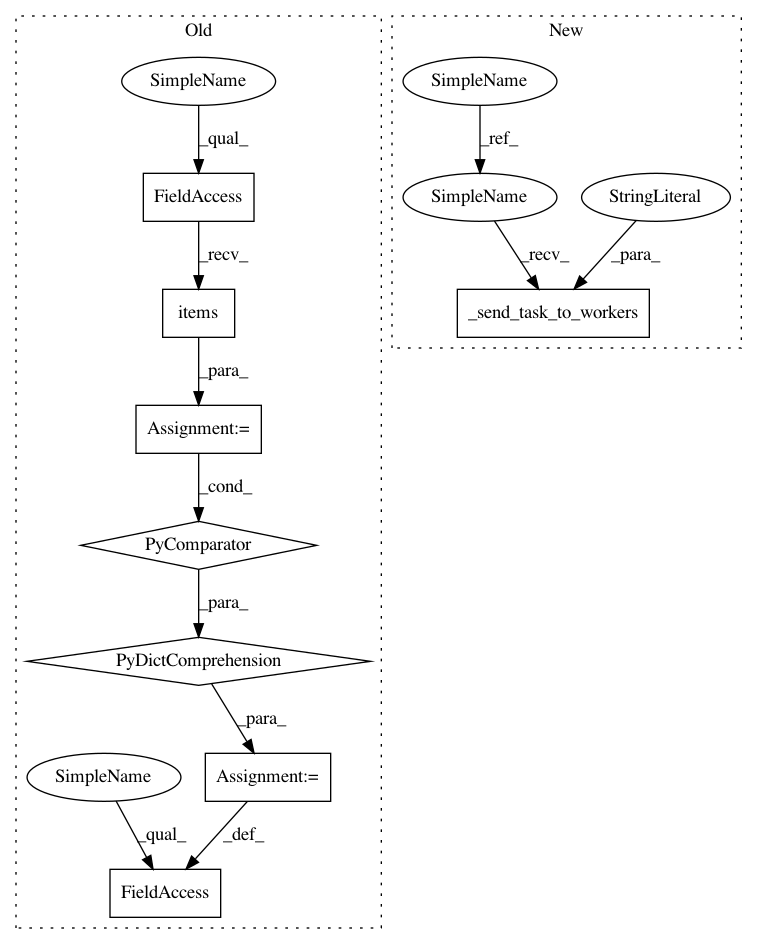 Old
New
SimpleName
SimpleName
_qual_
_ref_
FieldAccess
SimpleName
StringLiteral
_recv_
_recv_
_para_
items
_send_task_to_workers
_para_
Assignment:=
_cond_
PyComparator
_para_
PyDictComprehension
_para_
SimpleName
Assignment:=
_qual_
_def_
FieldAccess